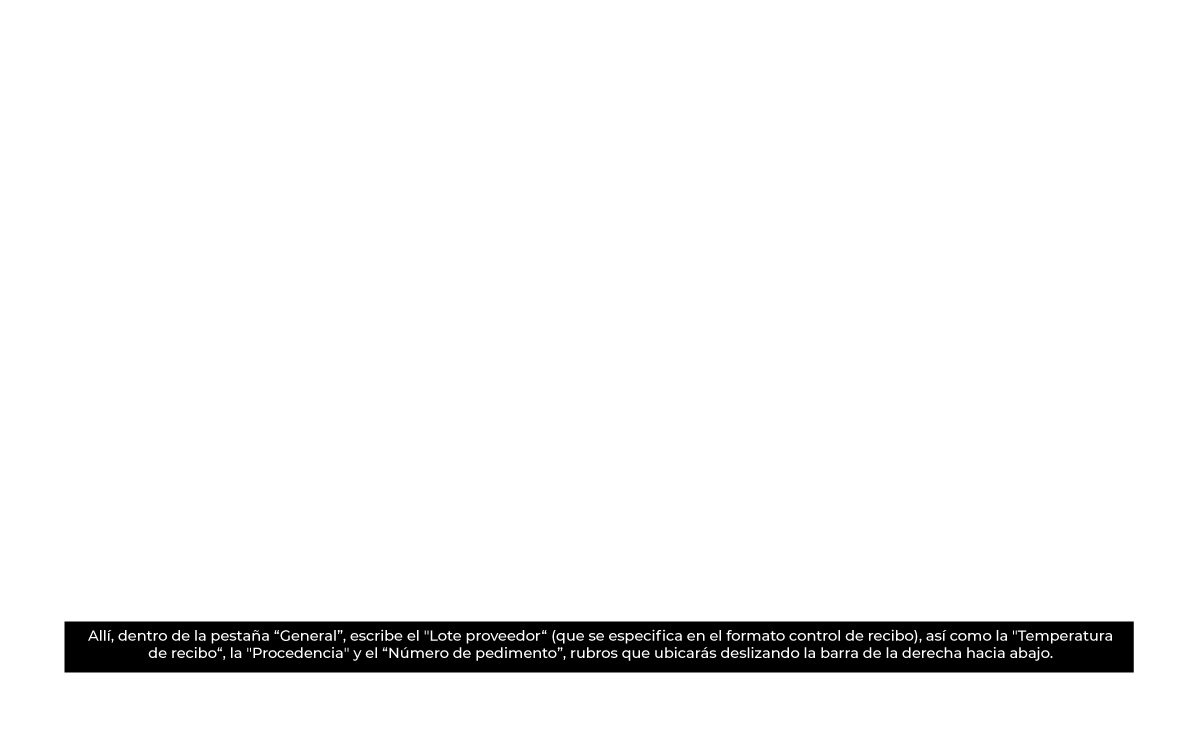 Allí, dentro de la pestaña “General”, escribe el "Lote proveedor“ (que se especifica en el formato control de recibo), así como la "Temperatura
de recibo“, la "Procedencia" y el “Número de pedimento”, rubros que ubicarás deslizando la barra de la derecha hacia abajo.